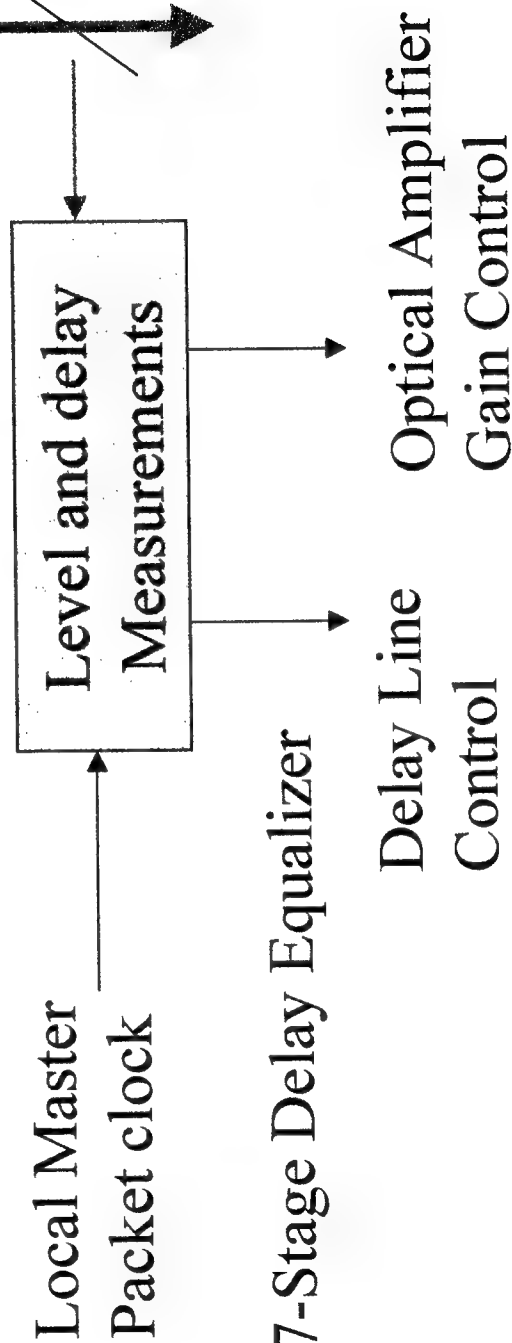 Local Master
Packet clock
Level and delay
Measurements
7-Stage Delay Equalizer
Delay Line
Control
Optical Amplifier
Gain Control